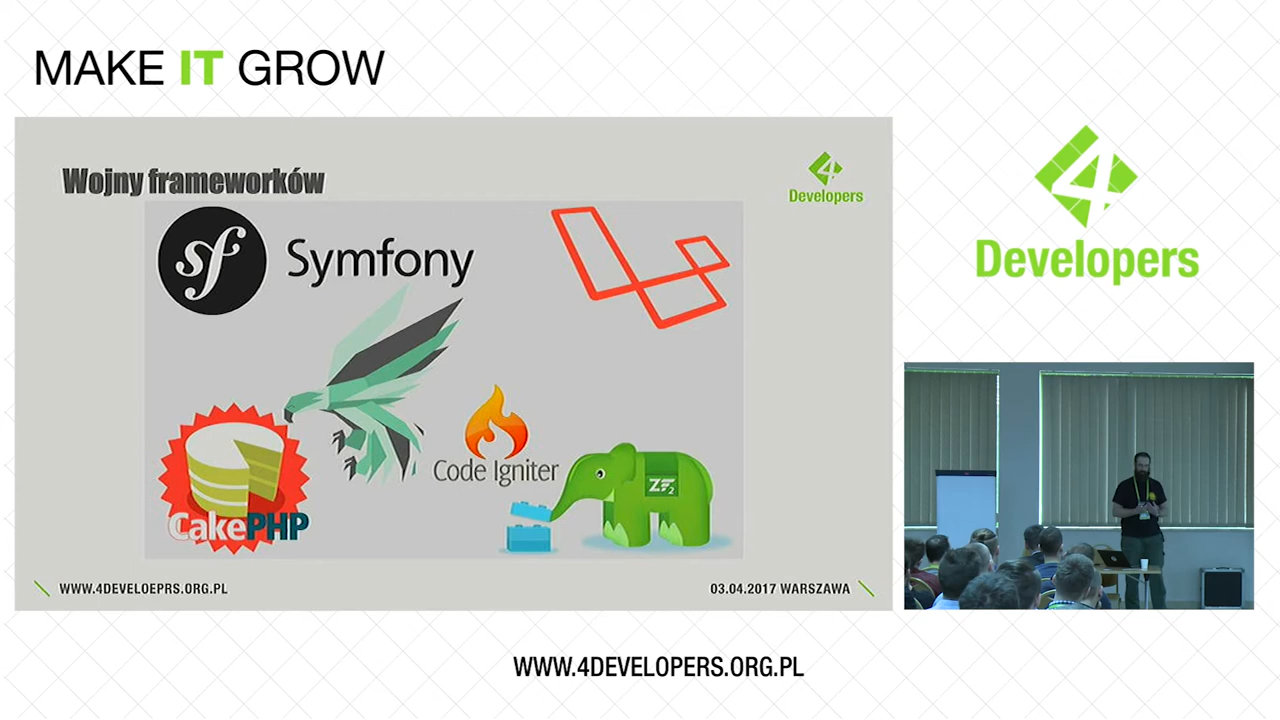 MAKE IT GROW
Wojny frameworków
4
Developers
sf Symfony
CakePHP
Code Igniter
ZF2
WWW.4DEVELOEPRS.ORG.PL
03.04.2017 WARSZAWA
4
Developers
WWW.4DEVELOPERS.ORG.PL